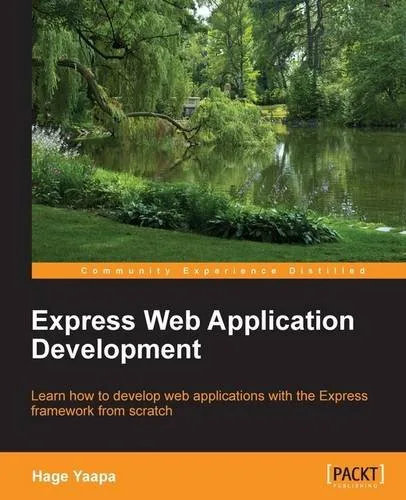 Community Experience Distilled
Express Web Application
Development
Learn how to develop web applications with the Express
framework from scratch
Hage Yaapa
[PACKT]
PUBLISHING